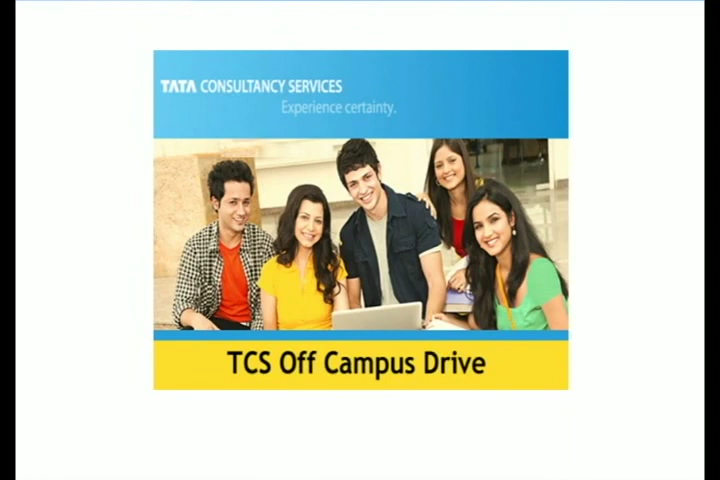 TATA CONSULTANCY SERVICES
Experience certainty.
TCS Off Campus Drive